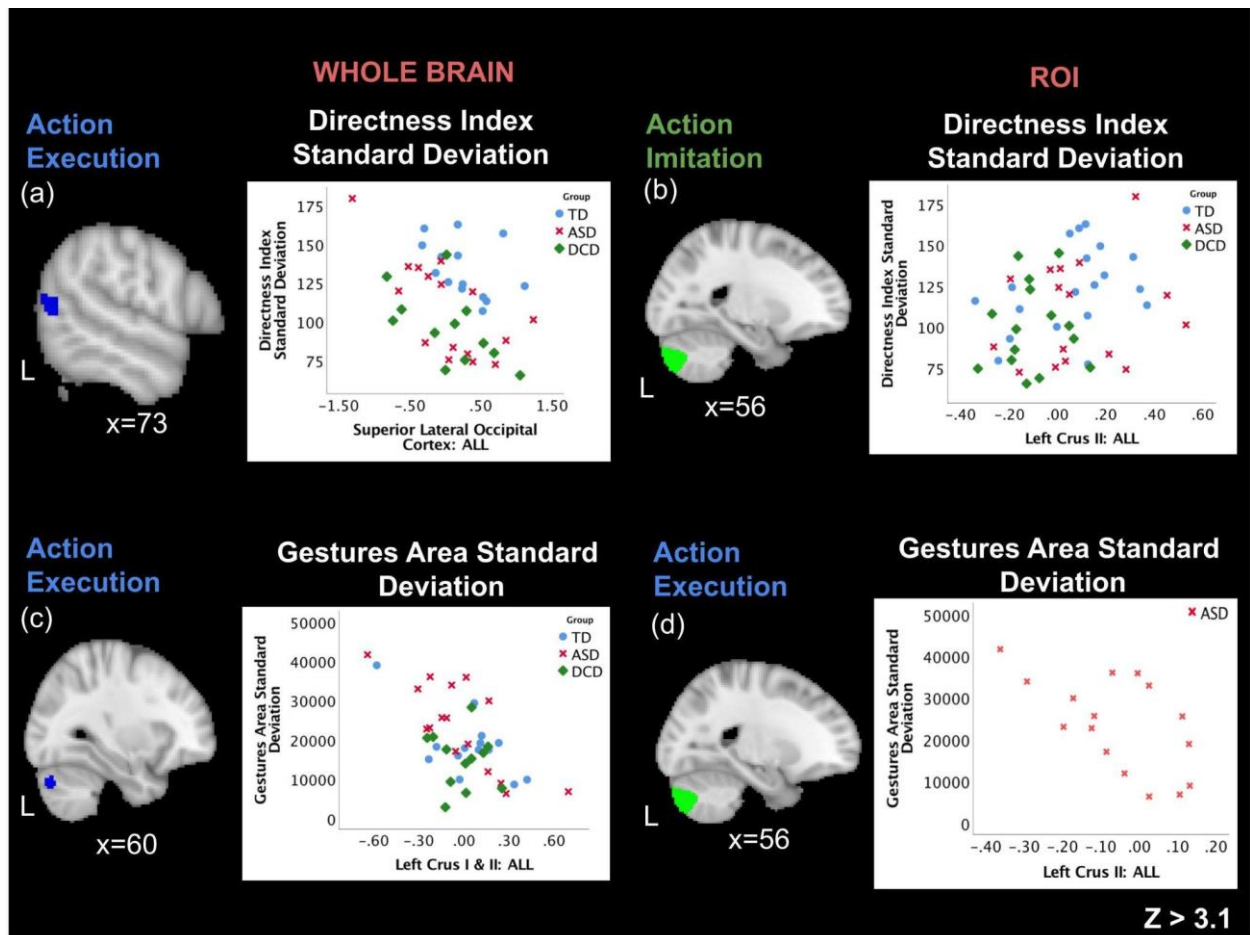 WHOLE BRAIN
ROI
Action
Execution
(a)
L
x=73
Directness Index
Standard Deviation
Directness Index
Standard Deviation
175
150
125
100
75
-1.50 -.50 .50 1.50
Superior Lateral Occipital
Cortex: ALL
Group
TD
ASD
DCD
Action
Imitation
(b)
L
x=56
Directness Index
Standard Deviation
Directness Index Standard
Deviation
175
150
125
100
75
-.40 -.20 .00 .20 .40 .60
Left Crus II: ALL
Group
TD
ASD
DCD
Action
Execution
(c)
L
x=60
Gestures Area Standard
Deviation
Gestures Area Standard
Deviation
50000
40000
30000
20000
10000
0
-.60 -.30 .00 .30 .60
Left Crus I & II: ALL
Group
TD
ASD
DCD
Action
Execution
(d)
L
x=56
Gestures Area Standard
Deviation
Gestures Area Standard
Deviation
50000
40000
30000
20000
10000
0
-.40 -.30 -.20 -.10 .00 .10 .20
Left Crus II: ALL
ASD
Z > 3.1